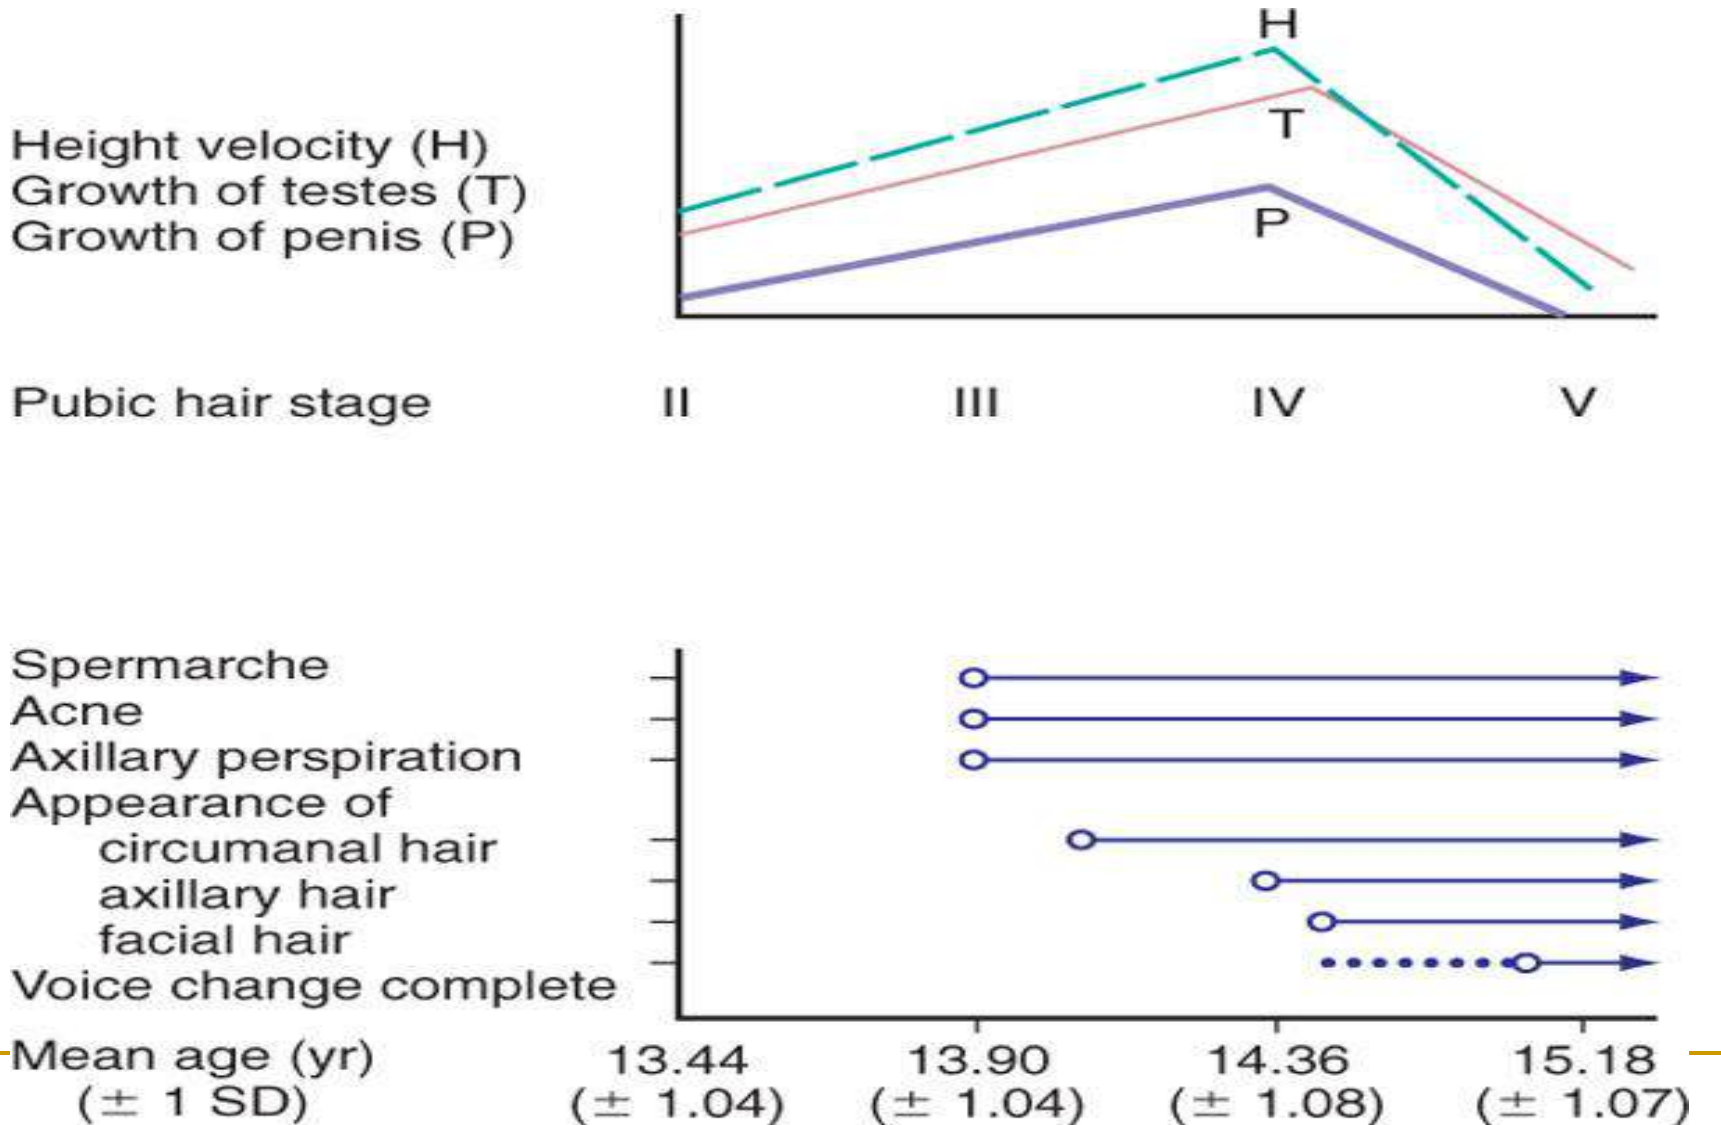 H
T
P
Height velocity (H)
Growth of testes (T)
Growth of penis (P)
Pubic hair stage II III IV V
Spermarche
Acne
Axillary perspiration
Appearance of
circumanal hair
axillary hair
facial hair
Voice change complete
Mean age (yr) 13.44 13.90 14.36 15.18
(± 1 SD) (± 1.04) (± 1.04) (± 1.08) (± 1.07)